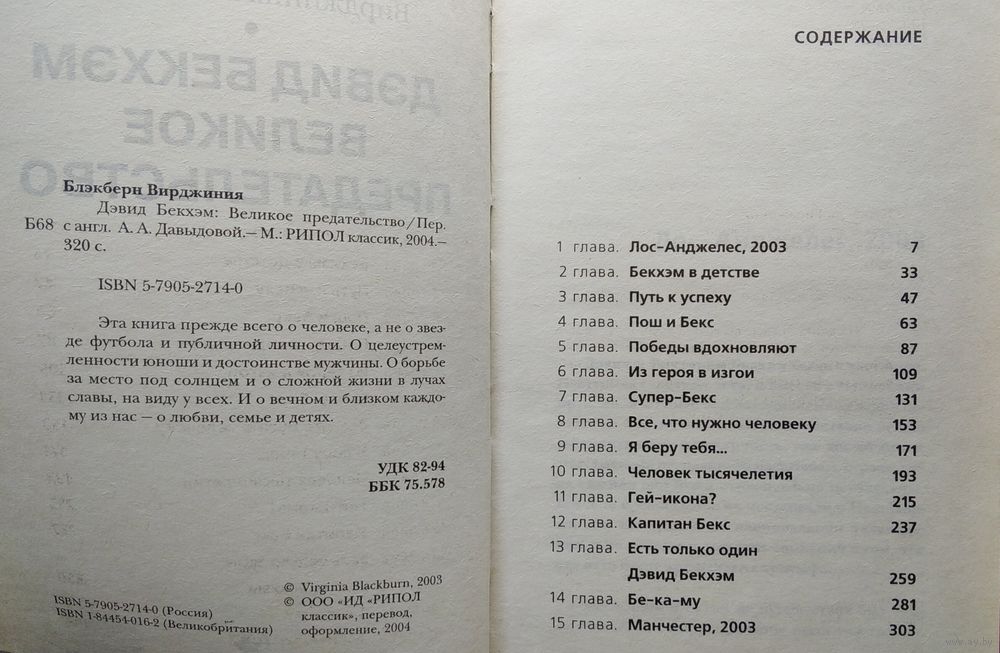 Блэкберн Вирджиния
Дэвид Бекхэм: Великое предательство/Пер.
Б68 с англ. А. А. Давыдовой.– М.: РИПОЛ классик, 2004.–
320 с.
ISBN 5-7905-2714-0
Эта книга прежде всего о человеке, а не о звез-
де футбола и публичной личности. О целеустрем-
ленности юноши и достоинстве мужчины. О борьбе
за место под солнцем и о сложной жизни в лучах
славы, на виду у всех. И о вечном и близком каждо-
му из нас – о любви, семье и детях.
УДК 82-94
ББК 75.578
© Virginia Blackburn, 2003
© ООО «ИД «РИПОЛ
классик», перевод,
оформление, 2004
ISBN 5-7905-2714-0 (Россия)
ISBN 1-84454-016-2 (Великобритания)
СОДЕРЖАНИЕ
1 глава. Лос-Анджелес, 2003 7
2 глава. Бекхэм в детстве 33
3 глава. Путь к успеху 47
4 глава. Пош и Бекс 63
5 глава. Победы вдохновляют 87
6 глава. Из героя в изгои 109
7 глава. Супер-Бекс 131
8 глава. Все, что нужно человеку 153
9 глава. Я беру тебя... 171
10 глава. Человек тысячелетия 193
11 глава. Гей-икона? 215
12 глава. Капитан Бекс 237
13 глава. Есть только один
Дэвид Бекхэм 259
14 глава. Бе-ка-му 281
15 глава. Манчестер, 2003 303
www.ay.by